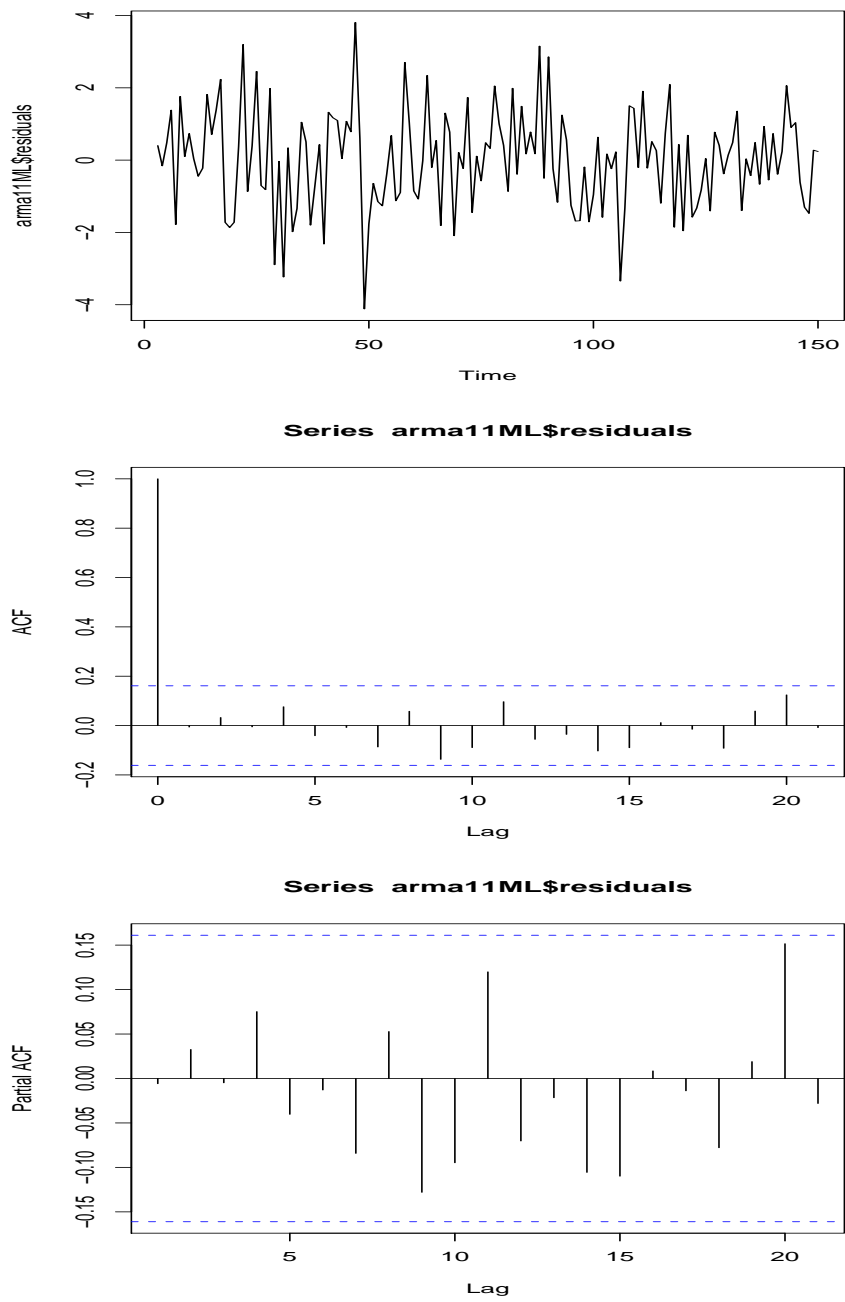 arma11ML$residuals
4
2
0
−2
−4
0 50 100 150
Time
Series arma11ML$residuals
ACF
1.0
0.8
0.6
0.4
0.2
0.0
−0.2
0 5 10 15 20
Lag
Series arma11ML$residuals
Partial ACF
0.15
0.10
0.05
0.00
−0.05
−0.10
−0.15
5 10 15 20
Lag